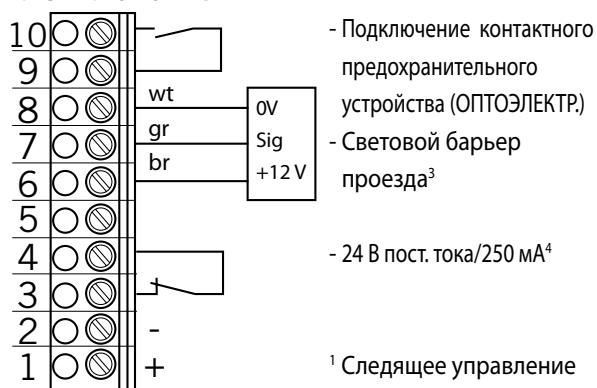 10
- Подключение контактного
9
предохранительного
8 wt 0V
устройства (ОПТОЭЛЕКТР.)
7 gr Sig
- Световой барьер
6 br +12 V
проезда³
5
4
- 24 В пост. тока/250 мА⁴
3
2 -
1 +
¹ Следящее управление